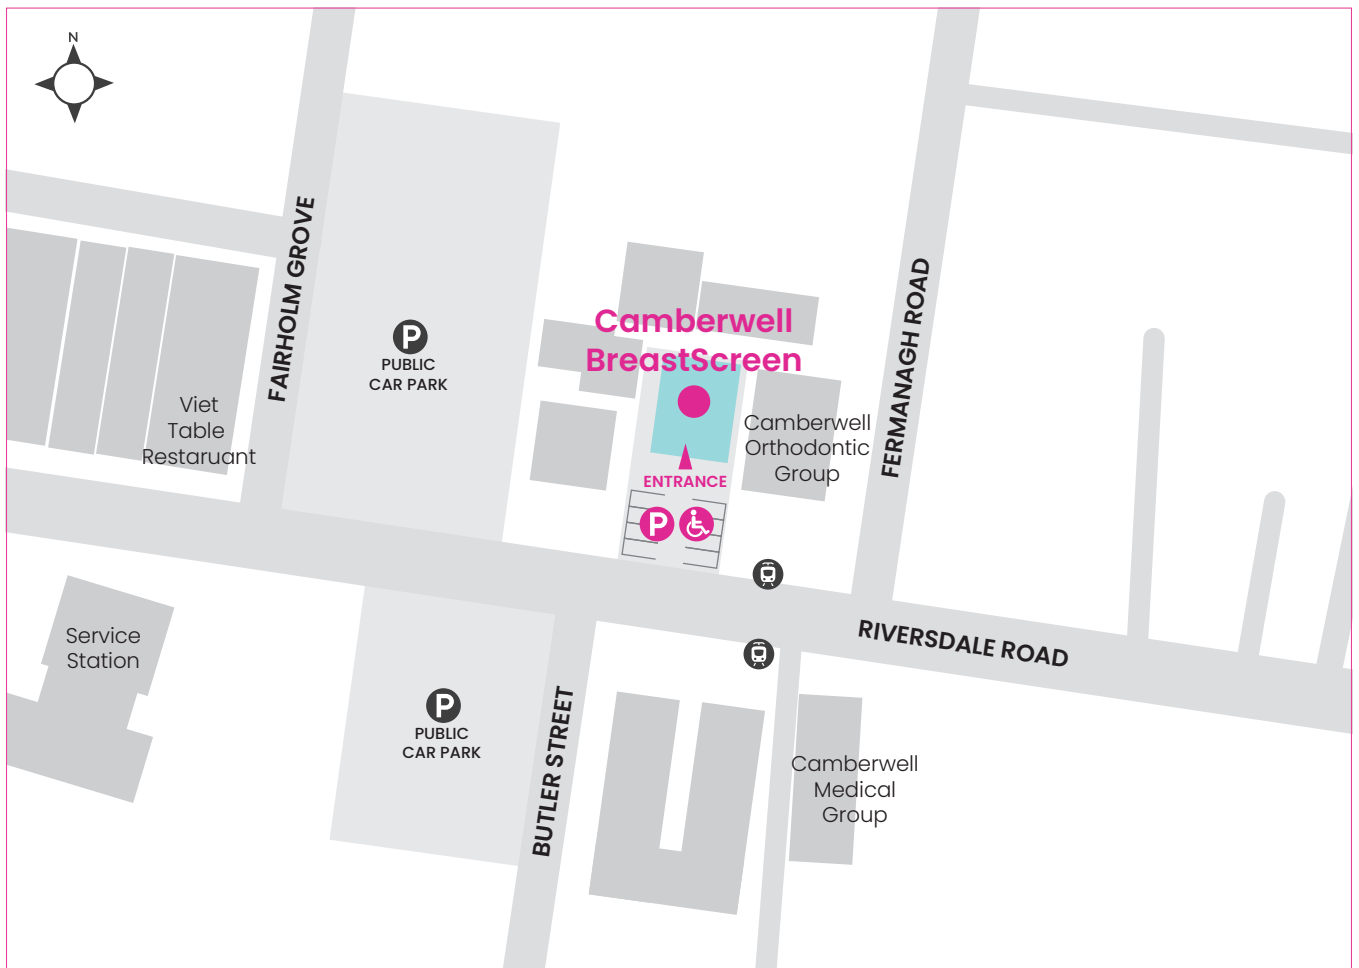 N
FAIRHOLM GROVE
FERMANAGH ROAD
Camberwell
BreastScreen
P
PUBLIC
CAR PARK
Viet
Table
Restaruant
Camberwell
Orthodontic
Group
ENTRANCE
P
RIVERSDALE ROAD
Service
Station
P
PUBLIC
CAR PARK
BUTLER STREET
Camberwell
Medical
Group